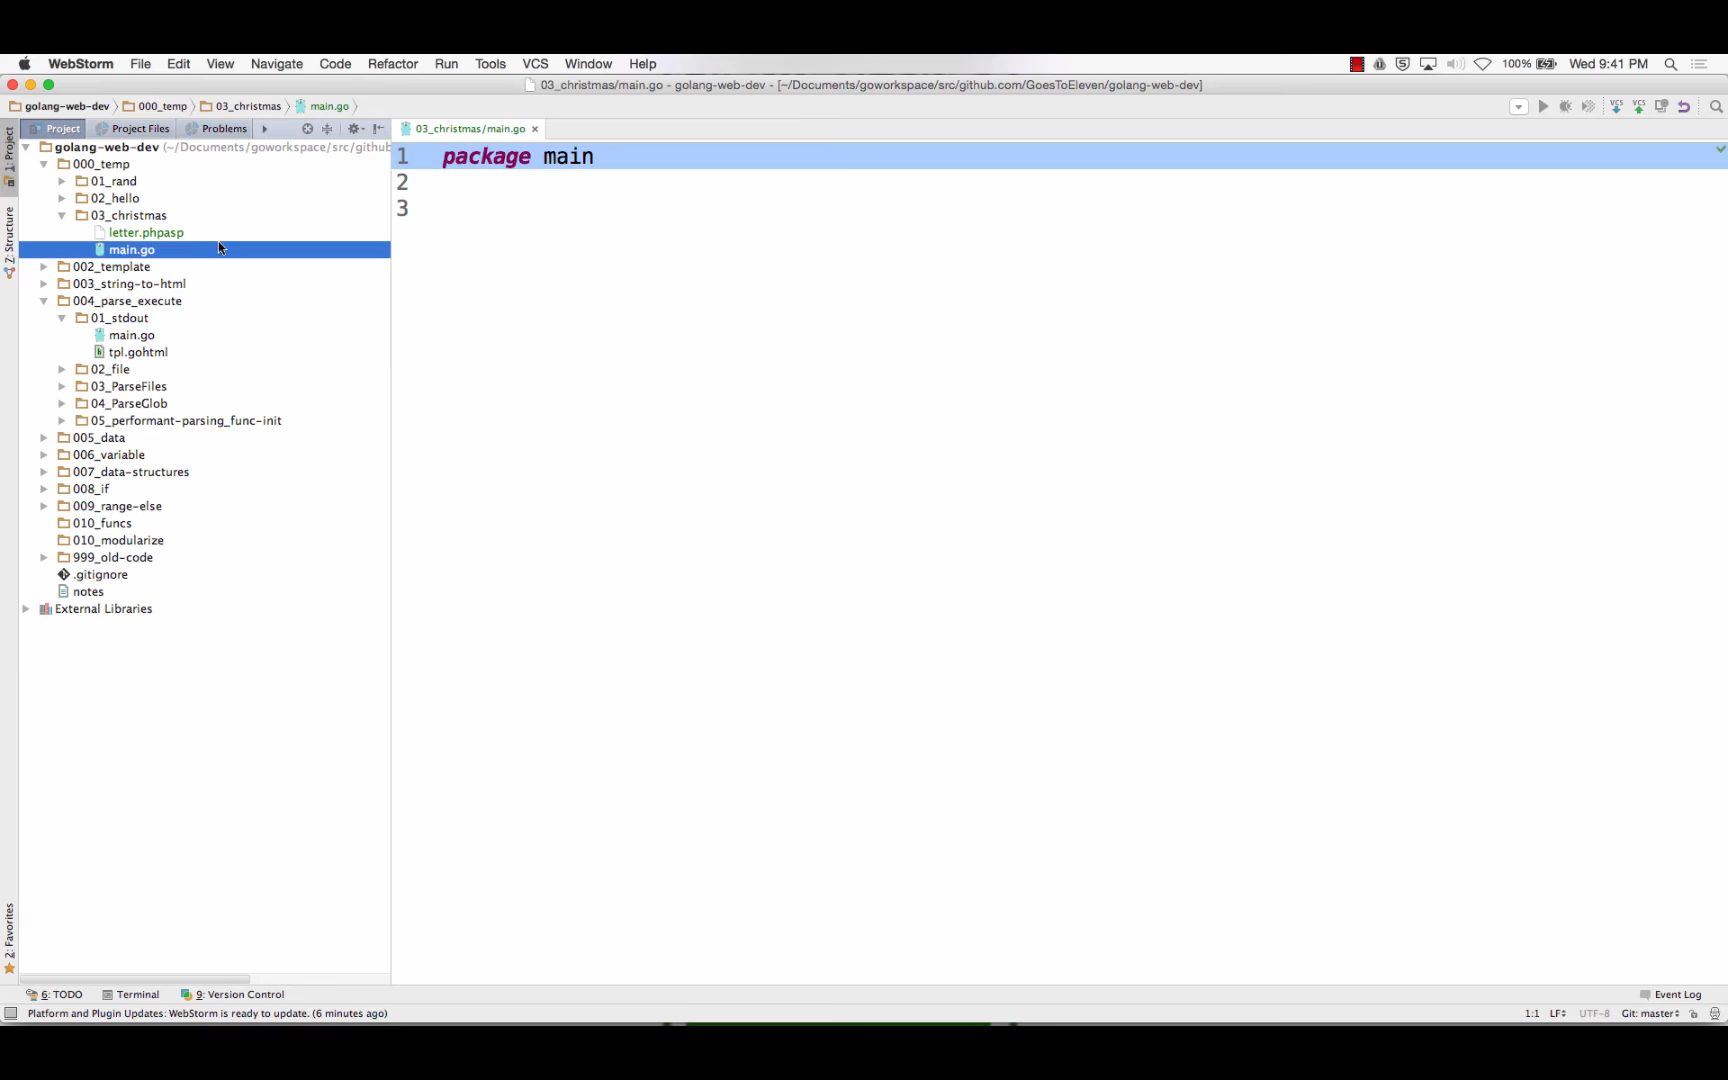 WebStorm File Edit View Navigate Code Refactor Run Tools VCS Window Help 100% Wed 9:41 PM
03_christmas/main.go - golang-web-dev - [~/Documents/goworkspace/src/github.com/GoesToEleven/golang-web-dev]
golang-web-dev 000_temp 03_christmas main.go
VCS VCS
Project Project Files Problems
03_christmas/main.go
1: Project
Z: Structure
2: Favorites
golang-web-dev (~/Documents/goworkspace/src/github
000_temp
01_rand
02_hello
03_christmas
letter.phpasp
main.go
002_template
003_string-to-html
004_parse_execute
01_stdout
main.go
tpl.gohtml
02_file
03_ParseFiles
04_ParseGlob
05_performant-parsing_func-init
005_data
006_variable
007_data-structures
008_if
009_range-else
010_funcs
010_modularize
999_old-code
.gitignore
notes
External Libraries
1 package main
2
3
6: TODO Terminal 9: Version Control Event Log
Platform and Plugin Updates: WebStorm is ready to update. (6 minutes ago) 1:1 LF UTF-8 Git: master